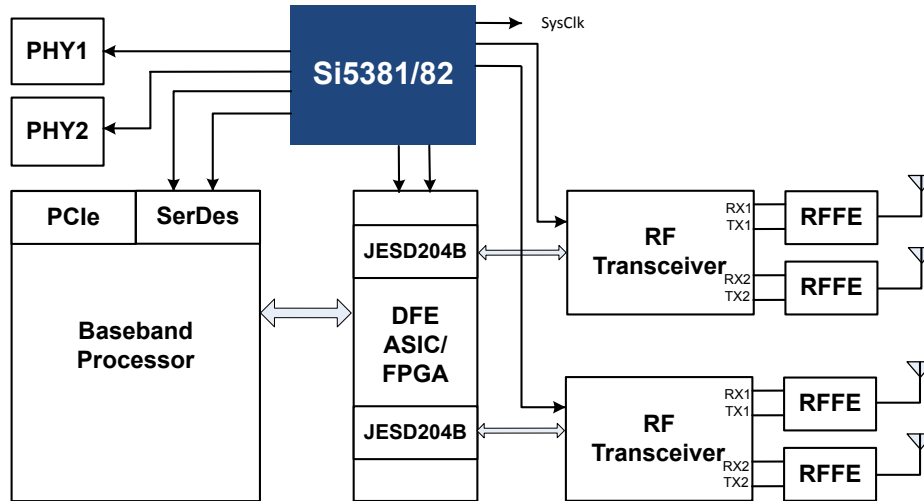 SysClk
PHY1
Si5381/82
PHY2
PCIe
SerDes
Baseband
Processor
JESD204B
DFE
ASIC/
FPGA
JESD204B
RF
Transceiver
RX1
TX1
RX2
TX2
RFFE
RFFE
RF
Transceiver
RX1
TX1
RX2
TX2
RFFE
RFFE